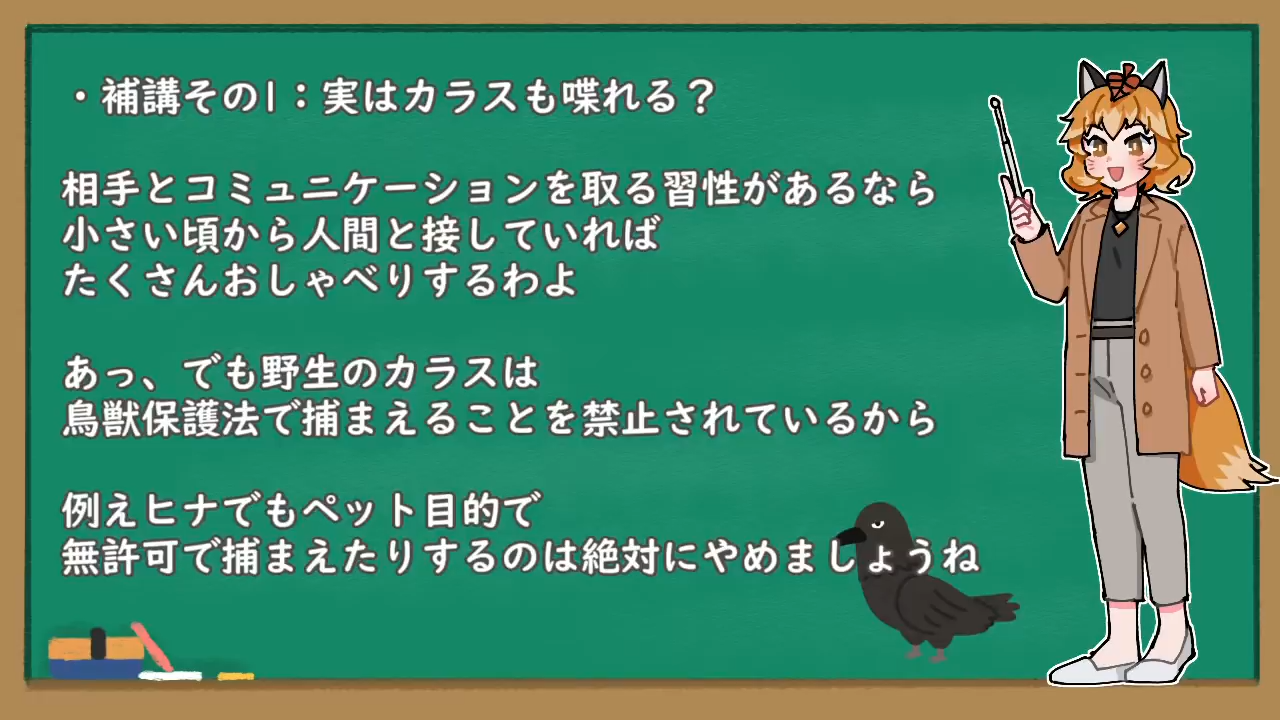 ・補講その1：実はカラスも喋れる？
相手とコミュニケーションを取る習性があるなら
小さい頃から人間と接していれば
たくさんおしゃべりするわよ
あっ、でも野生のカラスは
鳥獣保護法で捕まえることを禁止されているから
例えヒナでもペット目的で
無許可で捕まえたりするのは絶対にやめましょうね